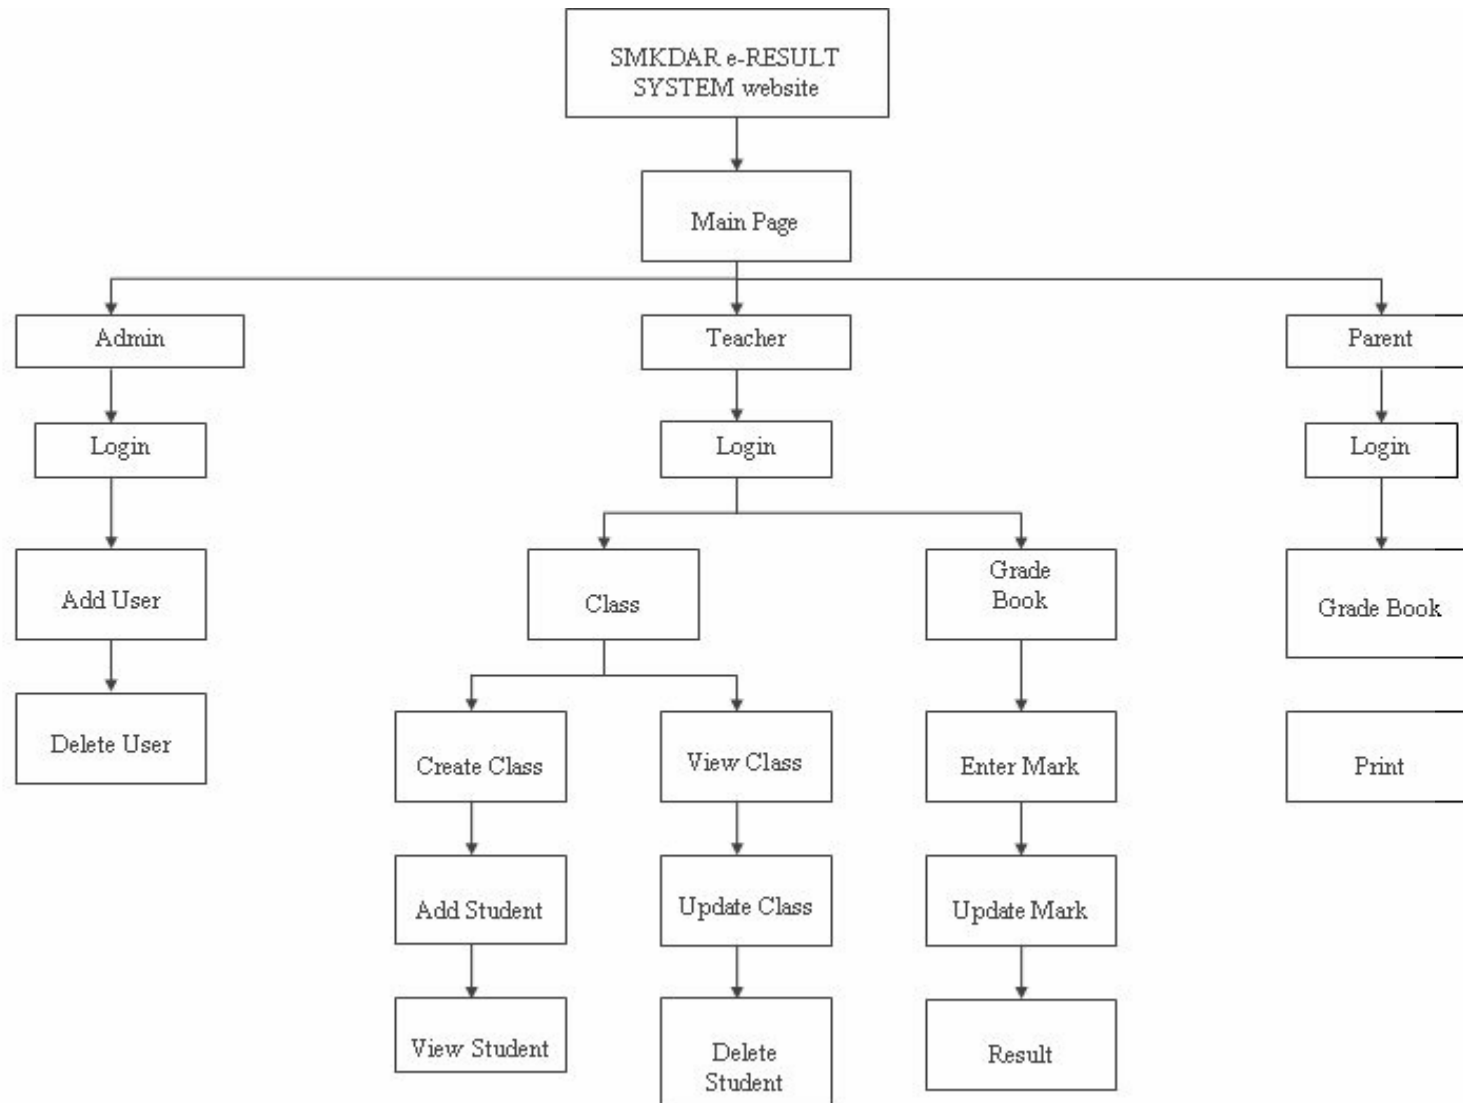 SMKDAR e-RESULT
SYSTEM website
Main Page
Admin
Teacher
Parent
Login
Login
Login
Add User
Class
Grade
Book
Grade Book
Delete User
Create Class
View Class
Enter Mark
Print
Add Student
Update Class
Update Mark
View Student
Delete
Student
Result